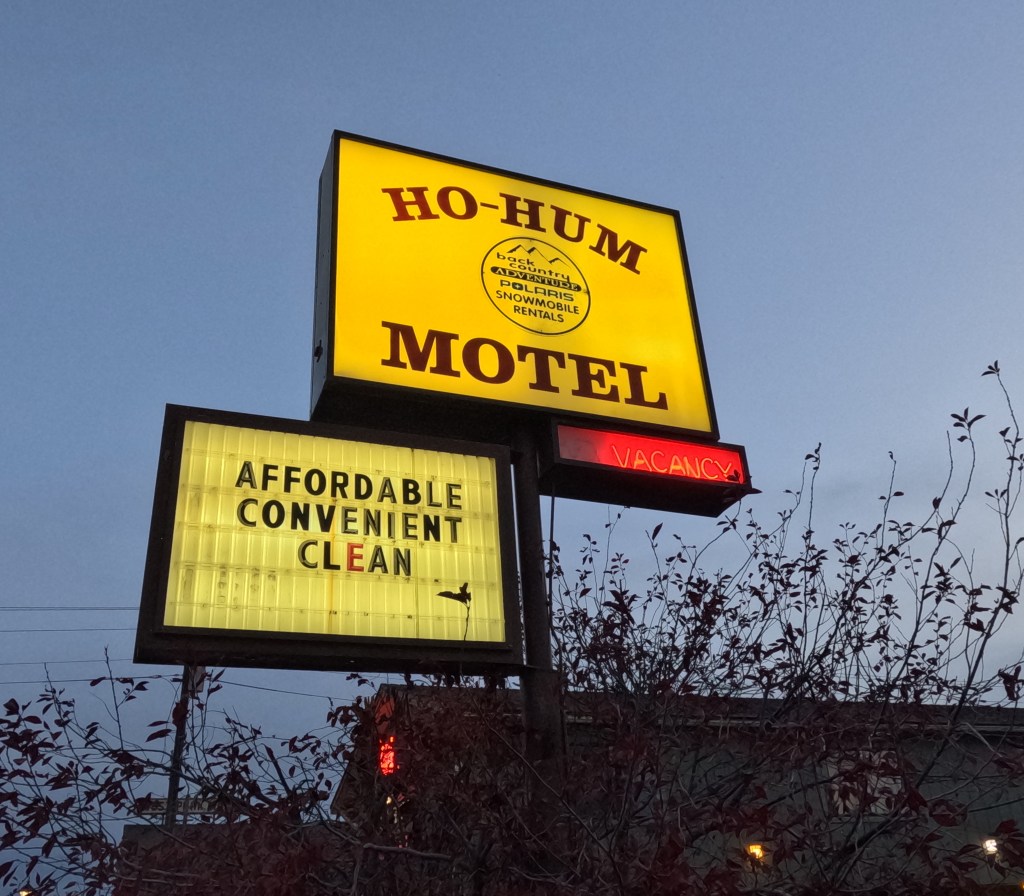 HO-HUM
back
country
ADVENTURE
POLARIS
SNOWMOBILE
RENTALS
MOTEL
VACANCY
AFFORDABLE
CONVENIENT
CLEAN